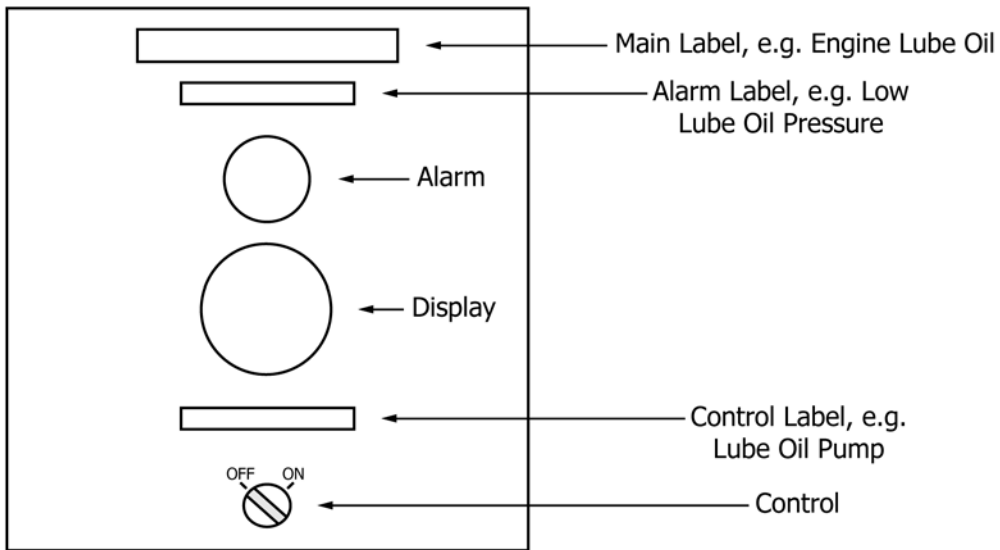 Main Label, e.g. Engine Lube Oil
Alarm Label, e.g. Low
Lube Oil Pressure
Alarm
Display
Control Label, e.g.
Lube Oil Pump
OFF ON
Control